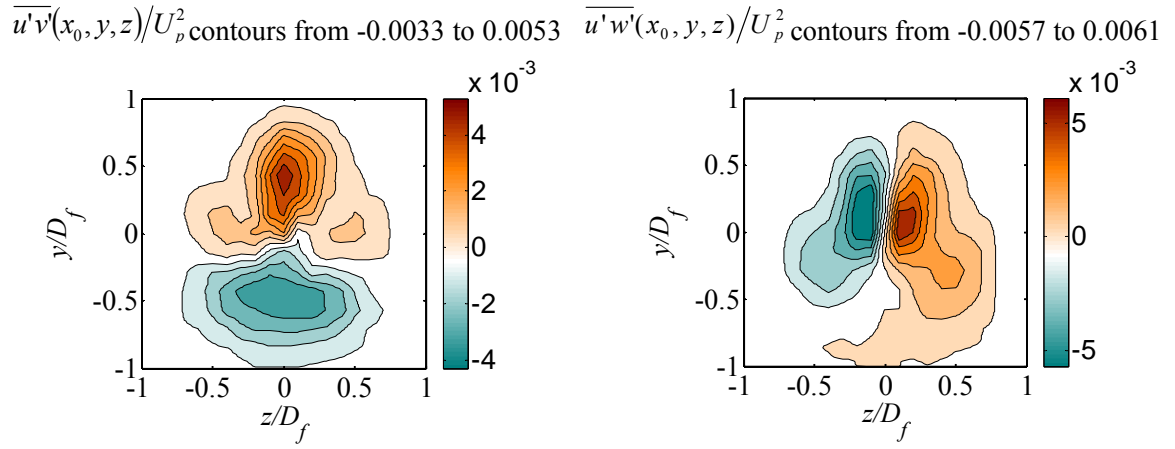 u'v'(x₀, y, z)/U_p² contours from -0.0033 to 0.0053
u'w'(x₀, y, z)/U_p² contours from -0.0057 to 0.0061
x 10⁻³
1
0.5
0
-0.5
-1
y/D_f
-1 -0.5 0 0.5 1
z/D_f
4
2
0
-2
-4
x 10⁻³
1
0.5
0
-0.5
-1
y/D_f
-1 -0.5 0 0.5 1
z/D_f
5
0
-5